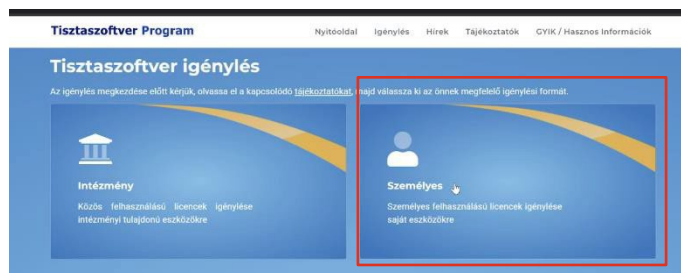 Tisztaszoftver Program
Nyitóoldal Igénylés Hírek Tájékoztatók GYIK / Hasznos Információk
Tisztaszoftver igénylés
Az igénylés megkezdése előtt kérjük, olvassa el a kapcsolódó tájékoztatókat, majd válassza ki az önnek megfelelő igénylési formát.
Intézmény
Közös felhasználású licencek igénylése
intézményi tulajdonú eszközökre
Személyes
Személyes felhasználású licencek igénylése
saját eszközökre